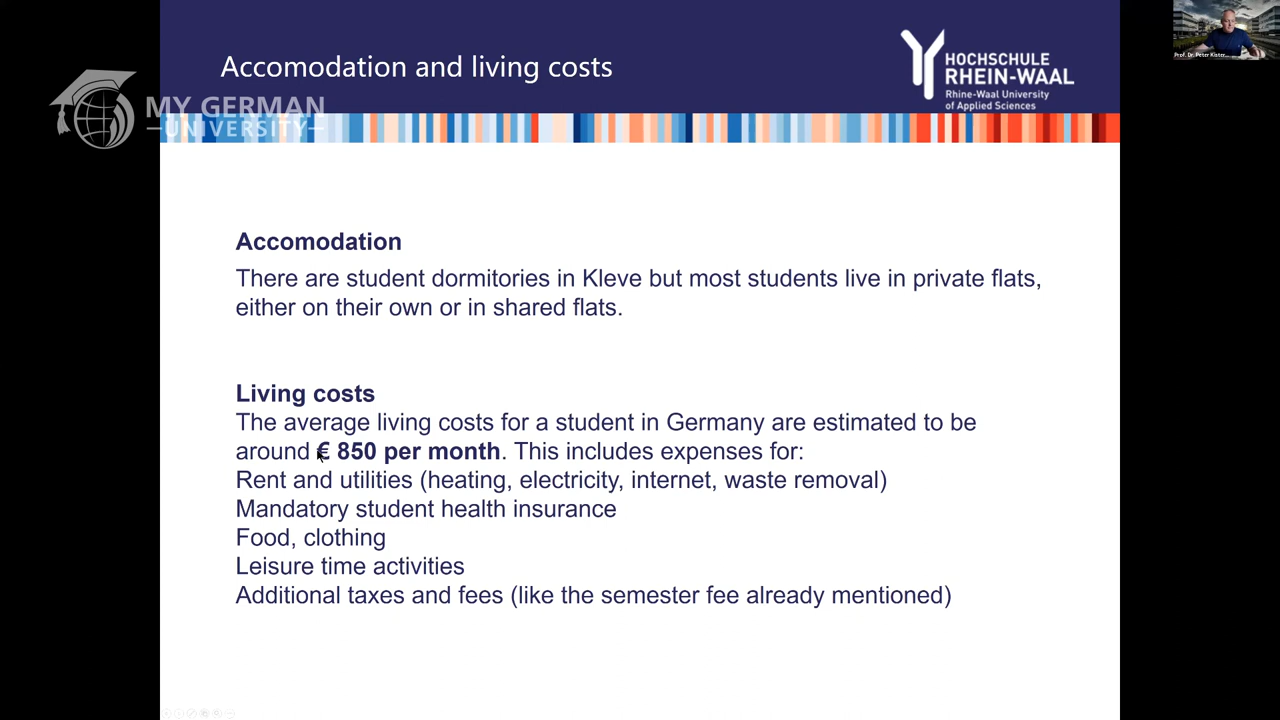 Accomodation and living costs
HOCHSCHULE
RHEIN-WAAL
Rhine-Waal University
of Applied Sciences
MY GERMAN
UNIVERSITY
Prof. Dr. Peter Kister...
Accomodation
There are student dormitories in Kleve but most students live in private flats,
either on their own or in shared flats.
Living costs
The average living costs for a student in Germany are estimated to be
around € 850 per month. This includes expenses for:
Rent and utilities (heating, electricity, internet, waste removal)
Mandatory student health insurance
Food, clothing
Leisure time activities
Additional taxes and fees (like the semester fee already mentioned)